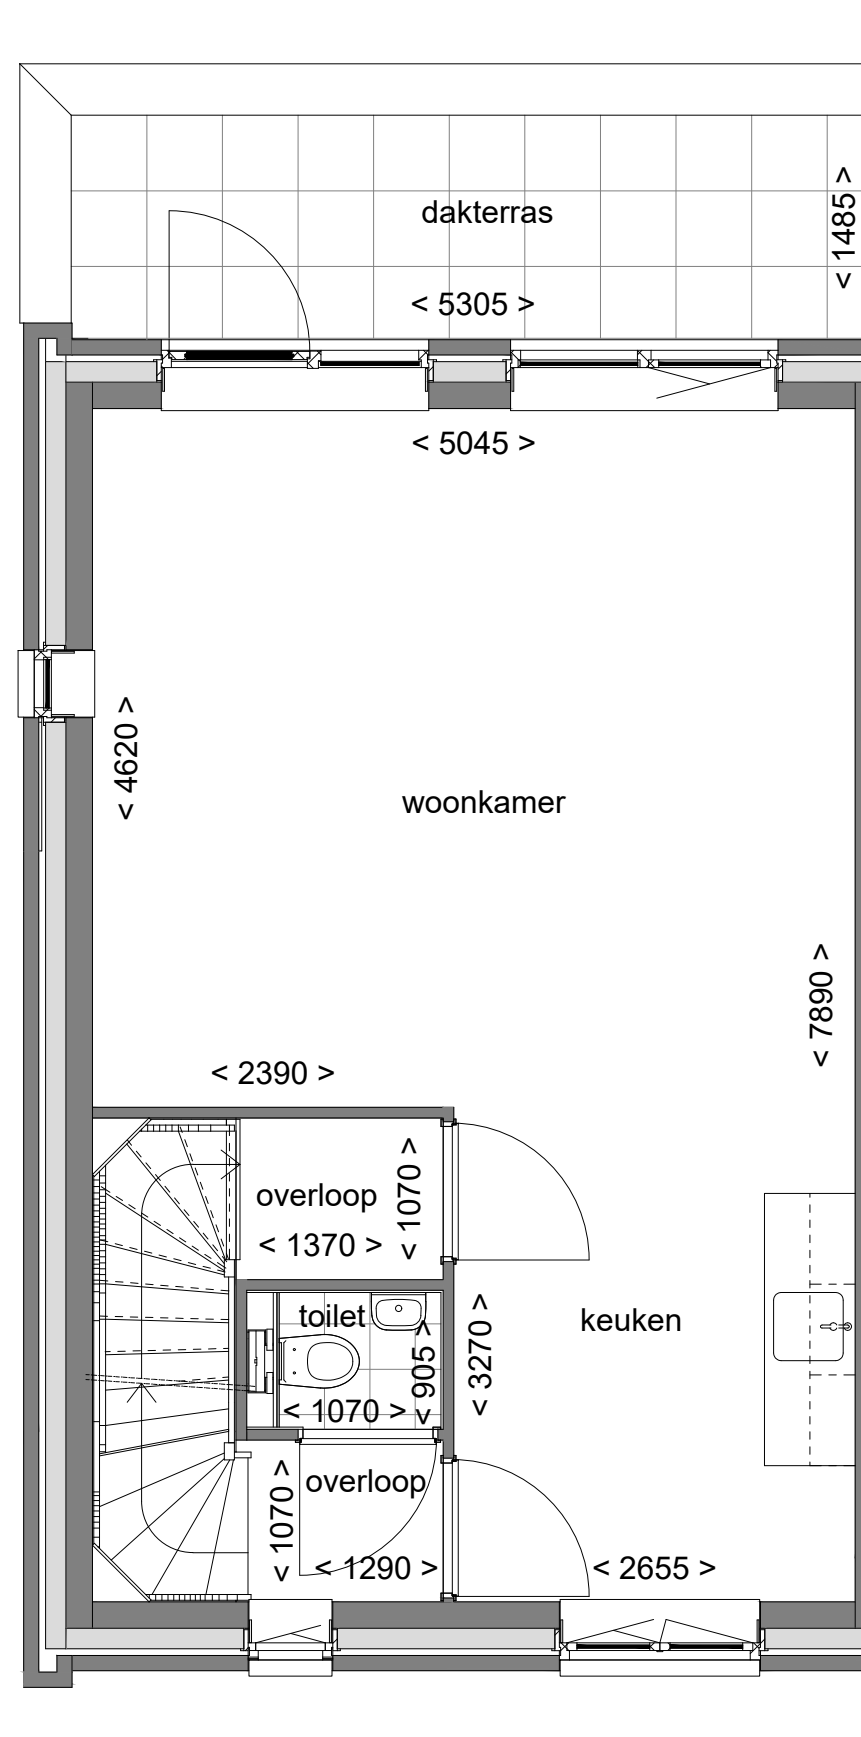 dakterras
< 1485 >
< 5305 >
< 5045 >
< 4620 >
woonkamer
< 7890 >
< 2390 >
overloop
< 1070 >
< 1370 >
toilet
keuken
< 905 >
< 3270 >
< 1070 >
overloop
< 1070 >
< 1290 >
< 2655 >